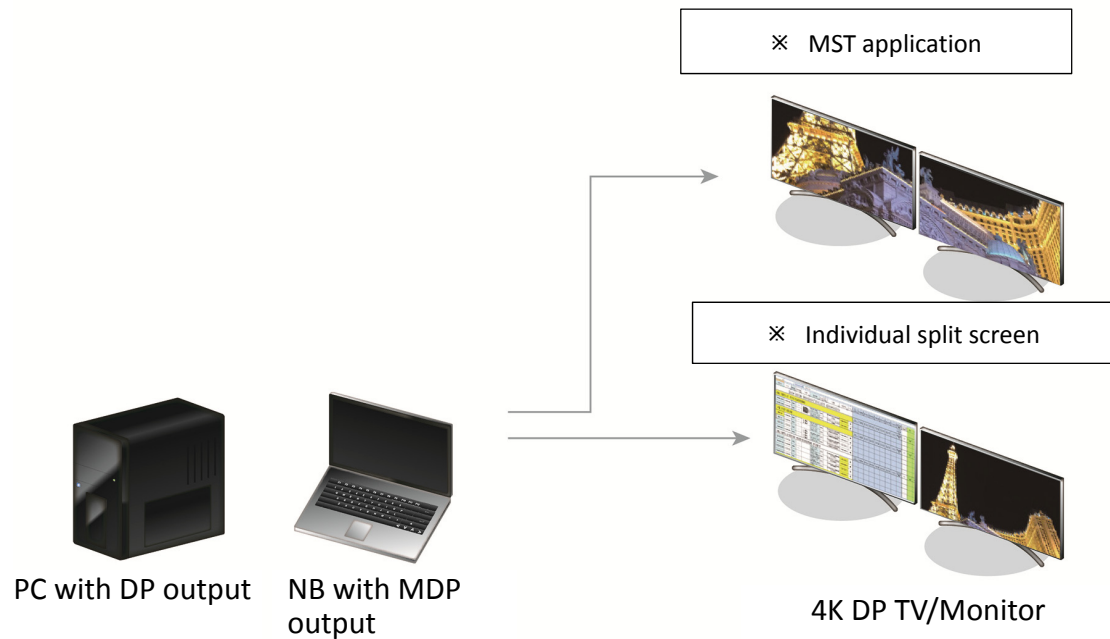 ※ MST application
※ Individual split screen
PC with DP output
NB with MDP
output
4K DP TV/Monitor